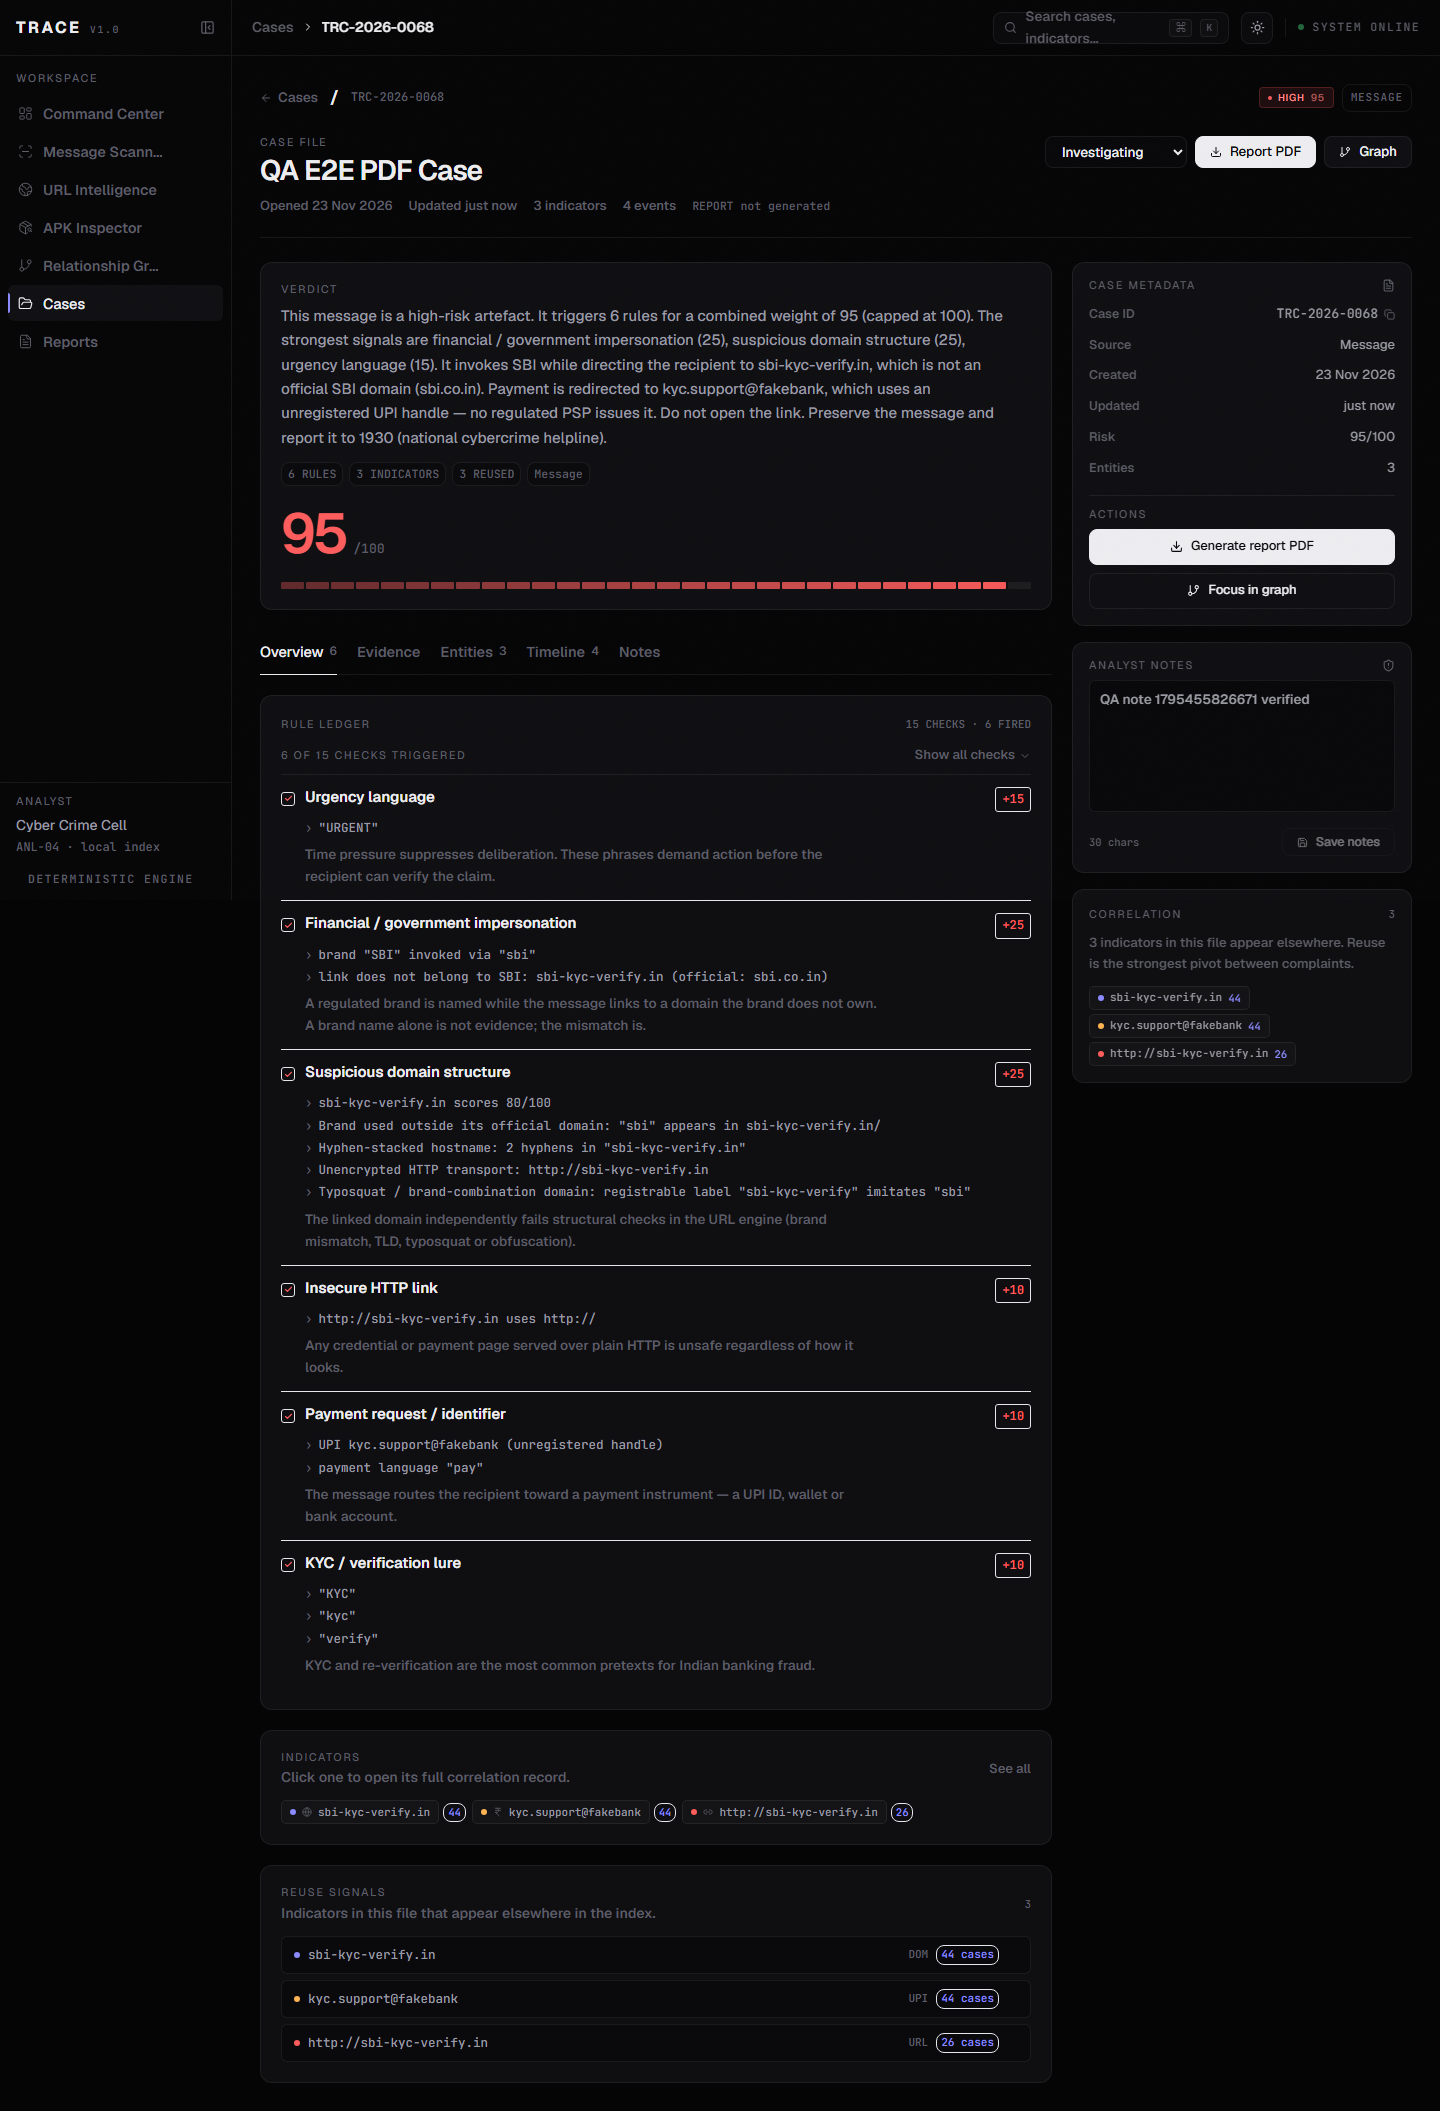 TRACE V1.0
Cases › TRC-2026-0068
Search cases, indicators...
⌘ K
SYSTEM ONLINE
WORKSPACE
Command Center
Message Scann...
URL Intelligence
APK Inspector
Relationship Gr...
Cases
Reports
ANALYST
Cyber Crime Cell
ANL-04 · local index
DETERMINISTIC ENGINE
← Cases / TRC-2026-0068
HIGH 95
MESSAGE
CASE FILE
QA E2E PDF Case
Investigating
Report PDF
Graph
Opened 23 Nov 2026 Updated just now 3 indicators 4 events REPORT not generated
VERDICT
This message is a high-risk artefact. It triggers 6 rules for a combined weight of 95 (capped at 100). The
strongest signals are financial / government impersonation (25), suspicious domain structure (25),
urgency language (15). It invokes SBI while directing the recipient to sbi-kyc-verify.in, which is not an
official SBI domain (sbi.co.in). Payment is redirected to kyc.support@fakebank, which uses an
unregistered UPI handle — no regulated PSP issues it. Do not open the link. Preserve the message and
report it to 1930 (national cybercrime helpline).
6 RULES
3 INDICATORS
3 REUSED
Message
95 /100
Overview 6
Evidence
Entities 3
Timeline 4
Notes
RULE LEDGER
15 CHECKS · 6 FIRED
6 OF 15 CHECKS TRIGGERED
Show all checks
Urgency language +15
› "URGENT"
Time pressure suppresses deliberation. These phrases demand action before the
recipient can verify the claim.
Financial / government impersonation +25
› brand "SBI" invoked via "sbi"
› link does not belong to SBI: sbi-kyc-verify.in (official: sbi.co.in)
A regulated brand is named while the message links to a domain the brand does not own.
A brand name alone is not evidence; the mismatch is.
Suspicious domain structure +25
› sbi-kyc-verify.in scores 80/100
› Brand used outside its official domain: "sbi" appears in sbi-kyc-verify.in/
› Hyphen-stacked hostname: 2 hyphens in "sbi-kyc-verify.in"
› Unencrypted HTTP transport: http://sbi-kyc-verify.in
› Typosquat / brand-combination domain: registrable label "sbi-kyc-verify" imitates "sbi"
The linked domain independently fails structural checks in the URL engine (brand
mismatch, TLD, typosquat or obfuscation).
Insecure HTTP link +10
› http://sbi-kyc-verify.in uses http://
Any credential or payment page served over plain HTTP is unsafe regardless of how it
looks.
Payment request / identifier +10
› UPI kyc.support@fakebank (unregistered handle)
› payment language "pay"
The message routes the recipient toward a payment instrument — a UPI ID, wallet or
bank account.
KYC / verification lure +10
› "KYC"
› "kyc"
› "verify"
KYC and re-verification are the most common pretexts for Indian banking fraud.
INDICATORS
Click one to open its full correlation record.
See all
sbi-kyc-verify.in 44
₹ kyc.support@fakebank 44
http://sbi-kyc-verify.in 26
REUSE SIGNALS
Indicators in this file that appear elsewhere in the index.
3
sbi-kyc-verify.in DOM 44 cases
kyc.support@fakebank UPI 44 cases
http://sbi-kyc-verify.in URL 26 cases
CASE METADATA
Case ID TRC-2026-0068
Source Message
Created 23 Nov 2026
Updated just now
Risk 95/100
Entities 3
ACTIONS
Generate report PDF
Focus in graph
ANALYST NOTES
QA note 1795455826671 verified
30 chars
Save notes
CORRELATION 3
3 indicators in this file appear elsewhere. Reuse
is the strongest pivot between complaints.
sbi-kyc-verify.in 44
kyc.support@fakebank 44
http://sbi-kyc-verify.in 26